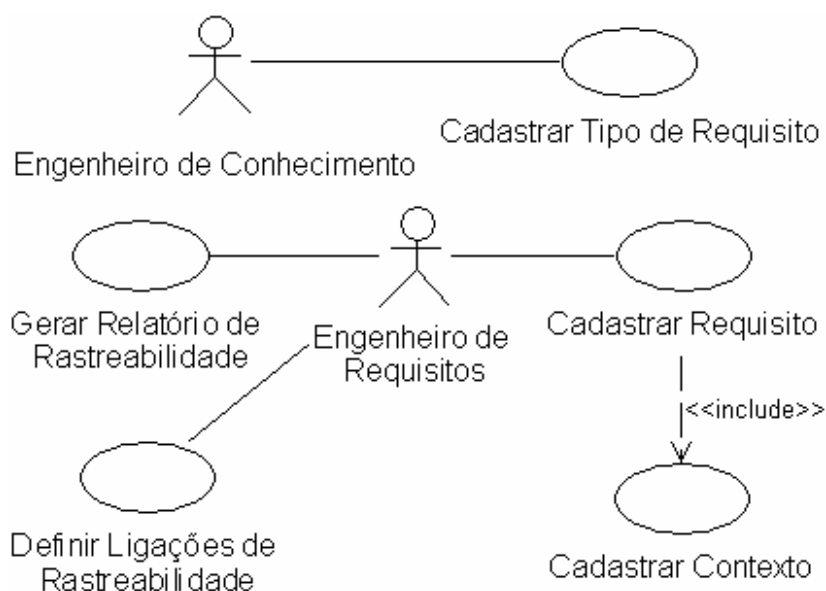 Cadastrar Tipo de Requisito
Engenheiro de Conhecimento
Gerar Relatório de
Rastreabilidade
Engenheiro de
Requisitos
Cadastrar Requisito
<<include>>
Definir Ligações de
Rastreabilidade
Cadastrar Contexto